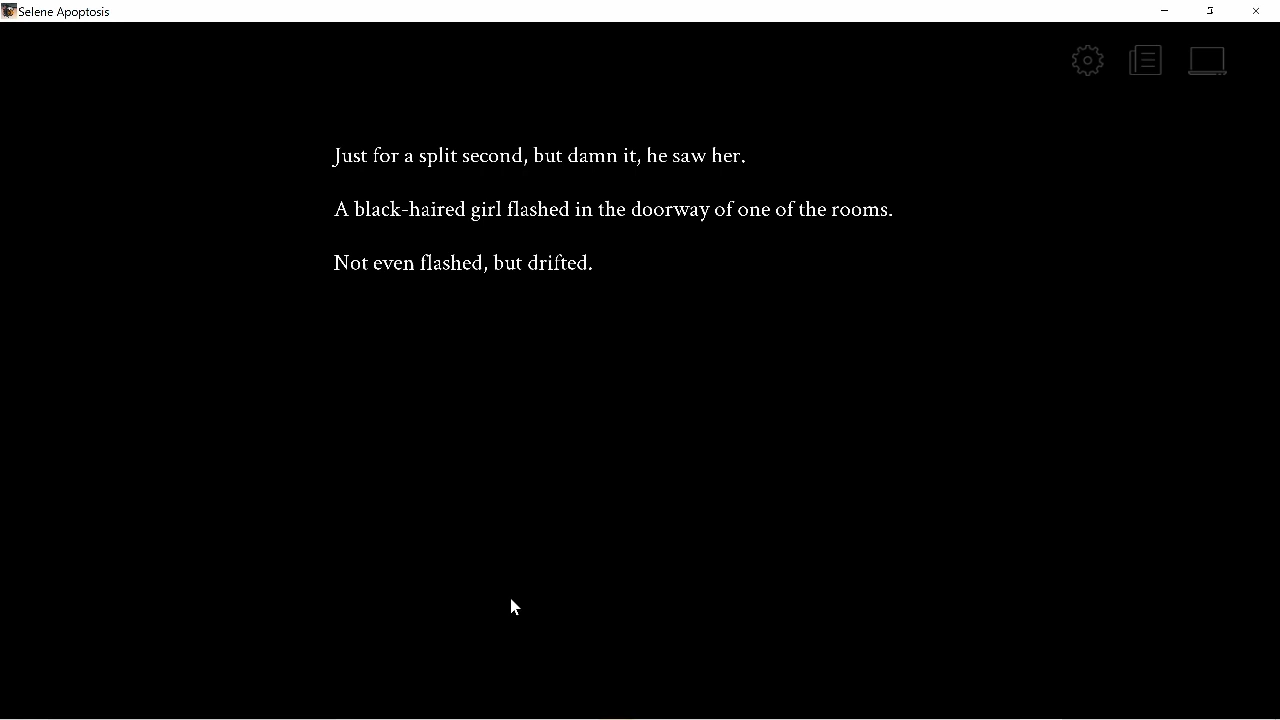 Selene Apoptosis
Just for a split second, but damn it, he saw her.
A black-haired girl flashed in the doorway of one of the rooms.
Not even flashed, but drifted.